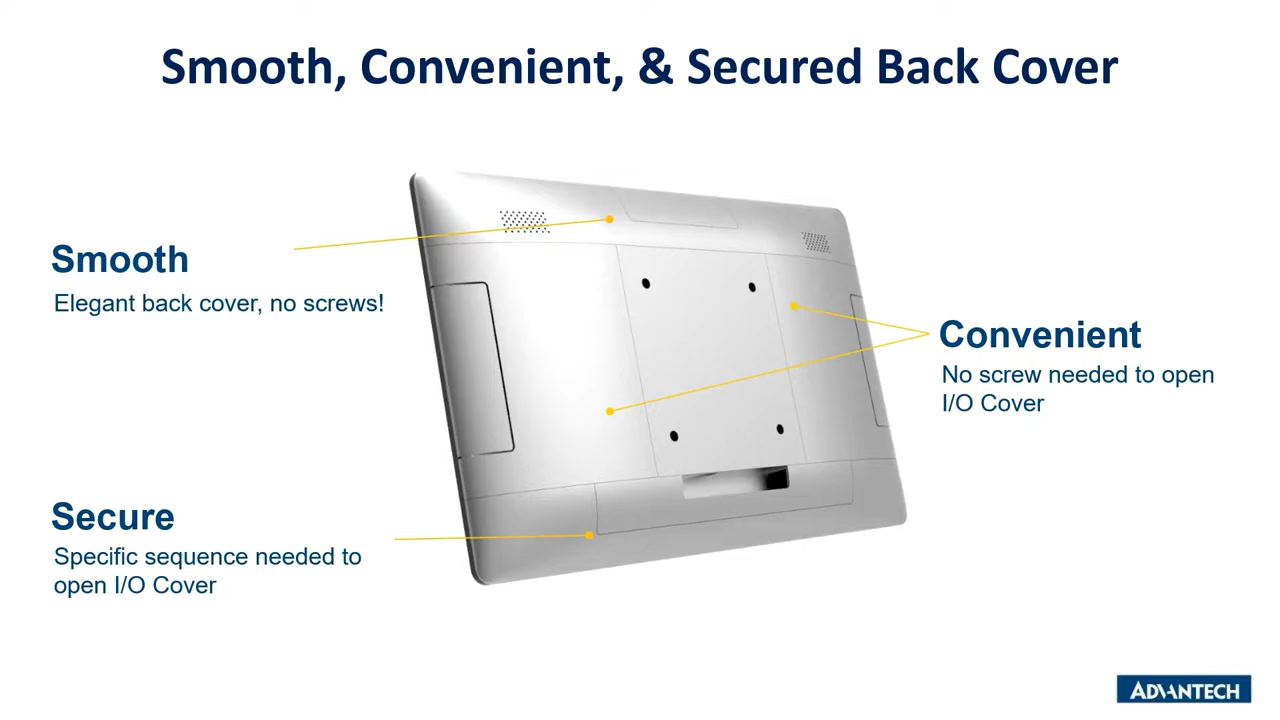 Smooth, Convenient, & Secured Back Cover
Smooth
Elegant back cover, no screws!
Convenient
No screw needed to open
I/O Cover
Secure
Specific sequence needed to
open I/O Cover
ADVANTECH